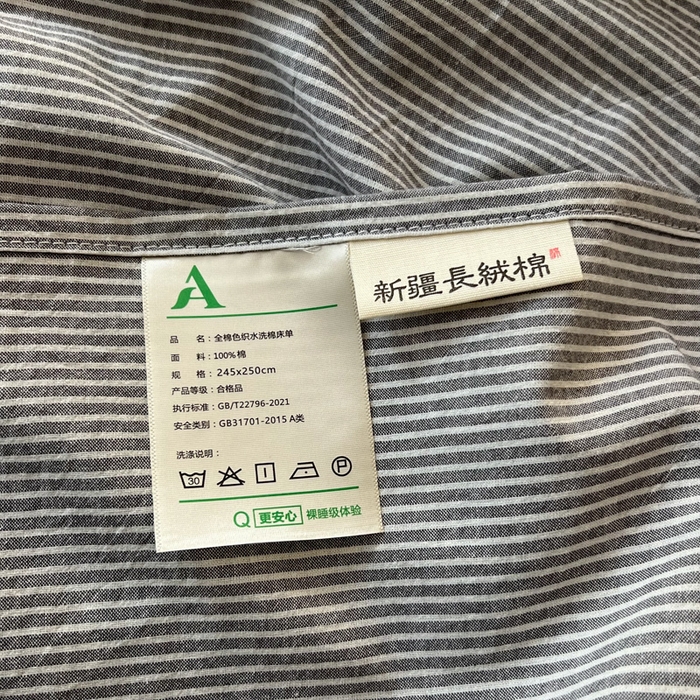 A
新疆長絨棉
品 名：全棉色织水洗棉床单
面 料：100%棉
规 格：245x250cm
产品等级：合格品
执行标准：GB/T22796-2021
安全类别：GB31701-2015 A类
洗涤说明：
30 P
Q 更安心 裸睡级体验